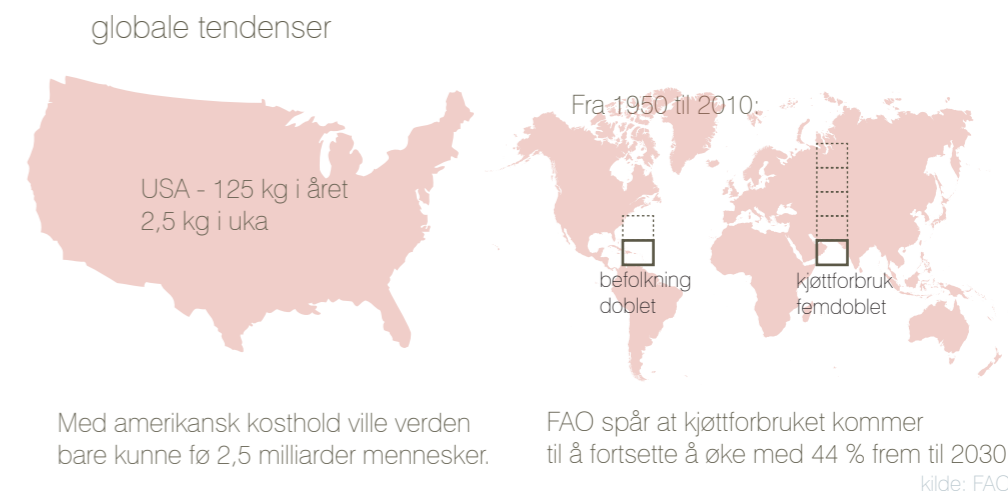 globale tendenser
USA - 125 kg i året
2,5 kg i uka
Med amerikansk kosthold ville verden
bare kunne fø 2,5 milliarder mennesker.
Fra 1950 til 2010:
befolkning
doblet
kjøttforbruk
femdoblet
FAO spår at kjøttforbruket kommer
til å fortsette å øke med 44 % frem til 2030
kilde: FAO